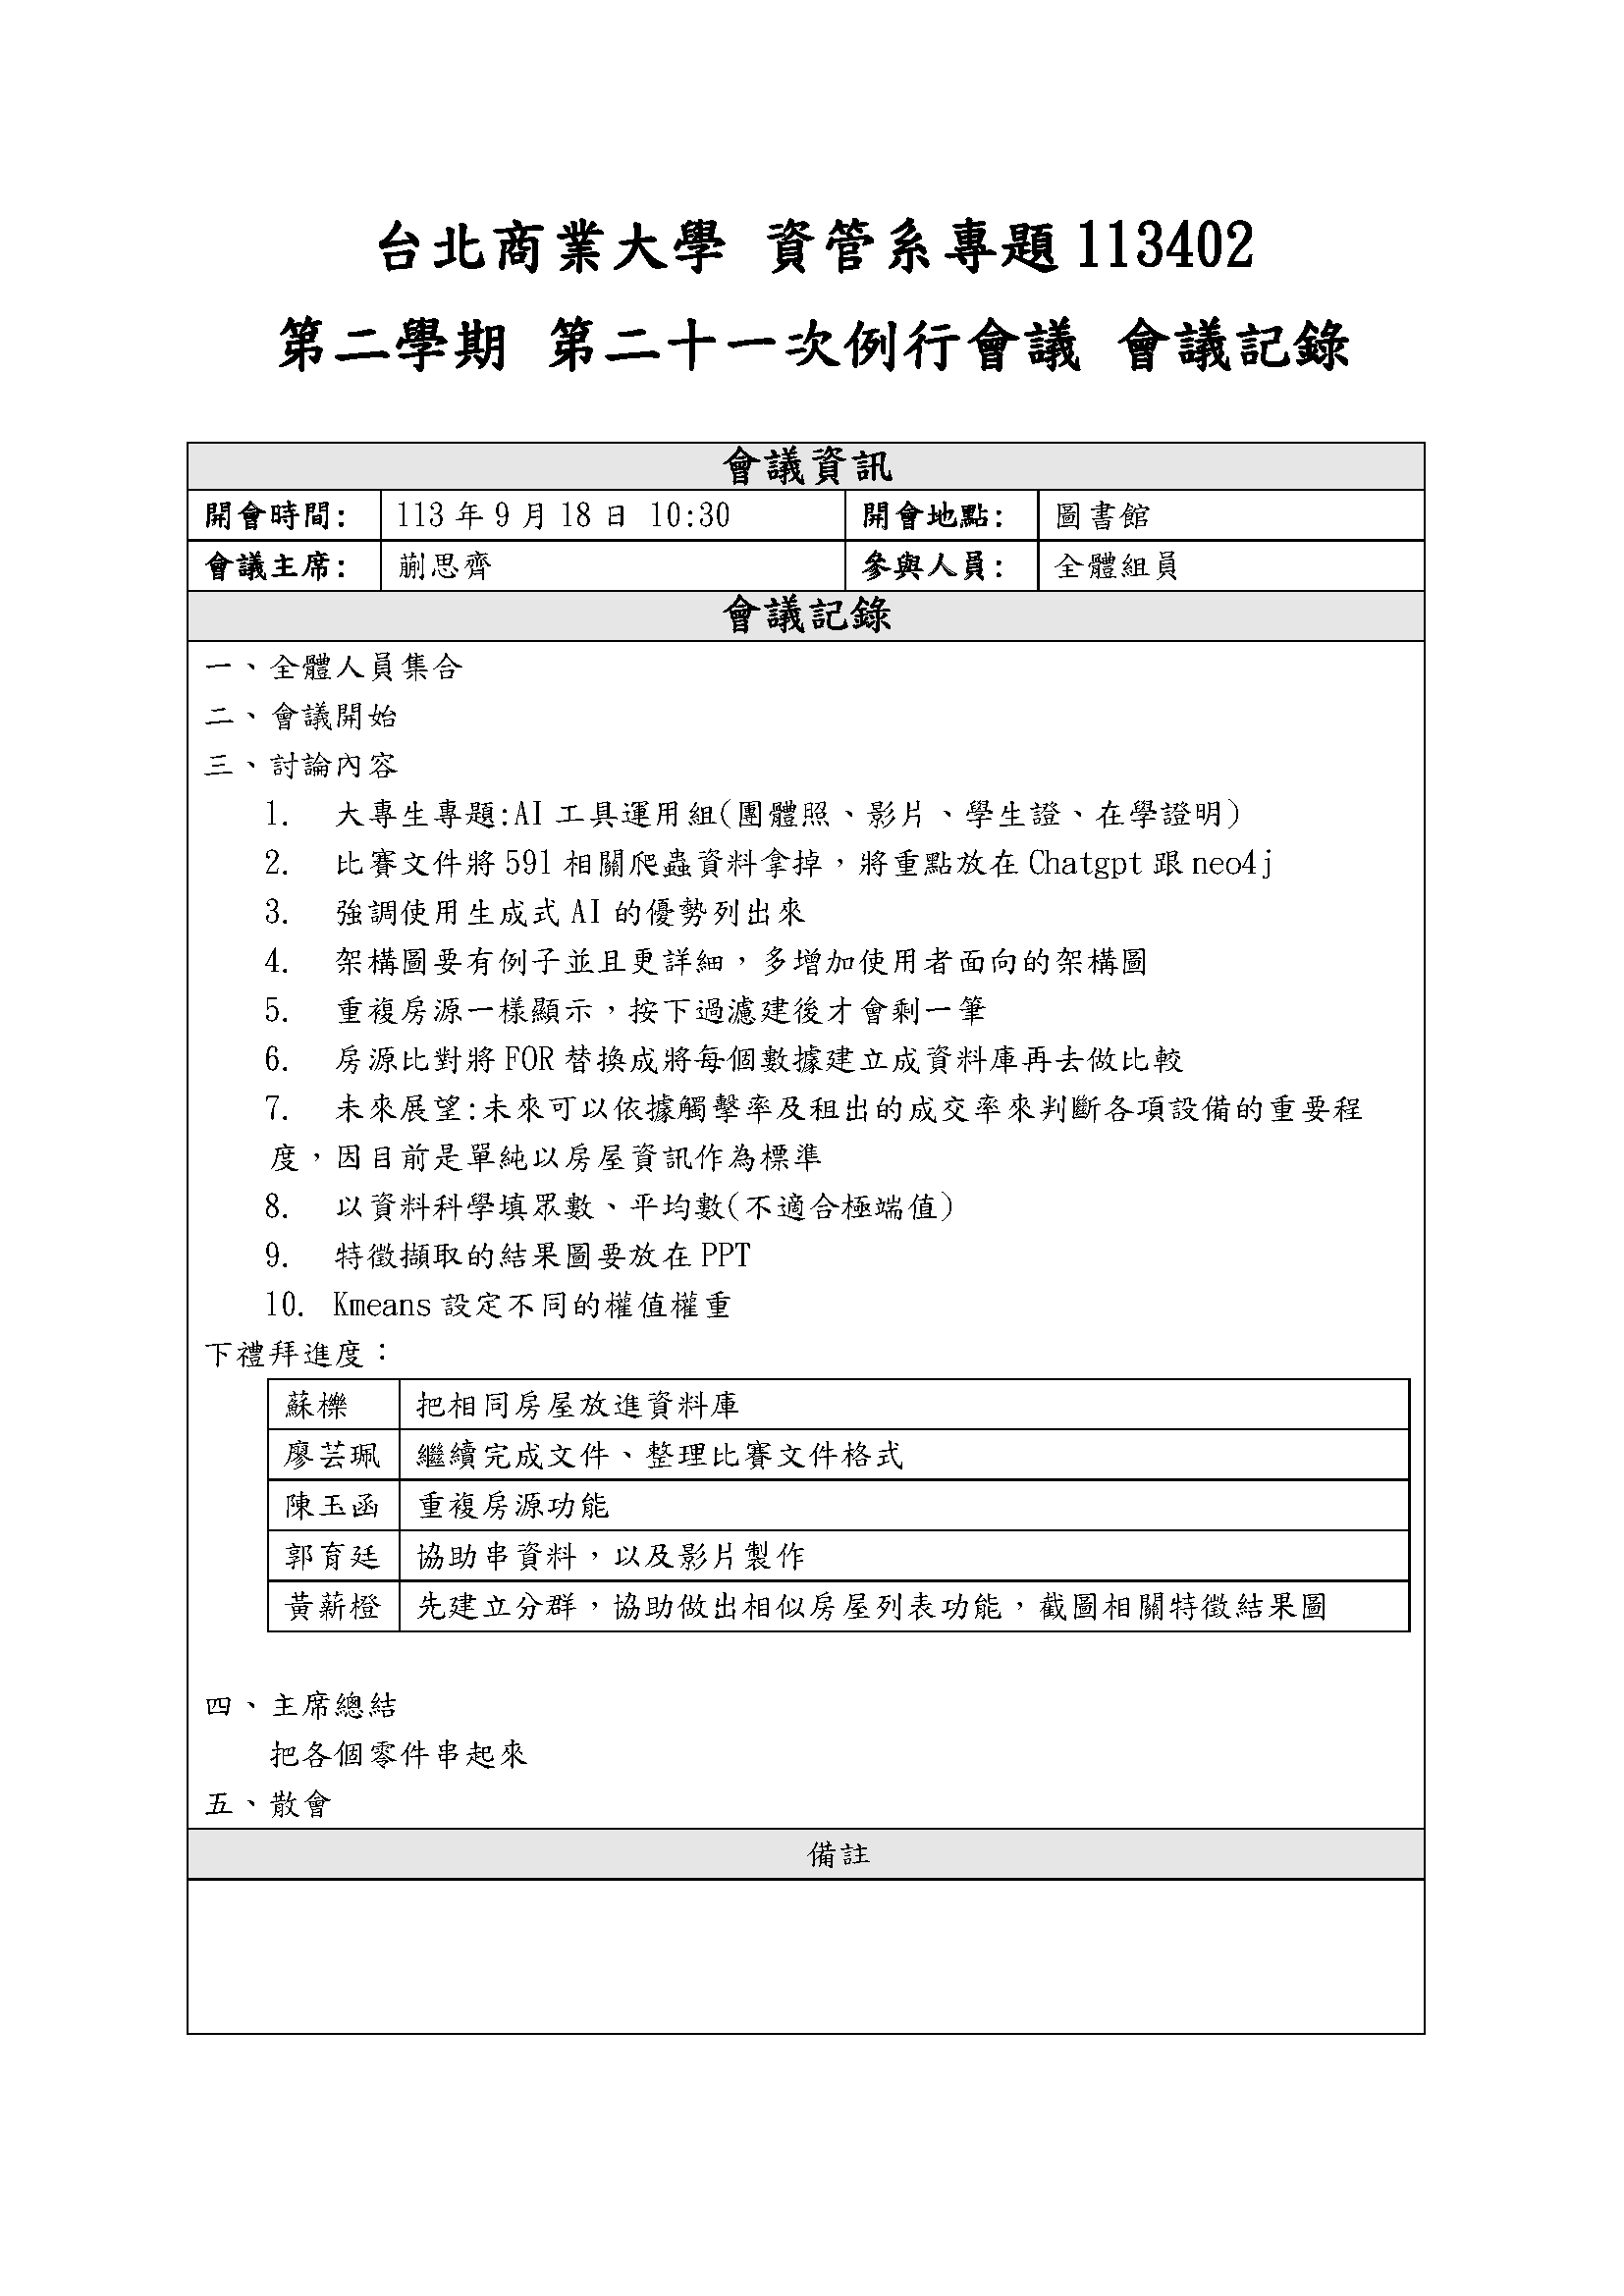 台北商業大學 資管系專題113402
第二學期 第二十一次例行會議 會議記錄
會議資訊
開會時間: 113年9月18日 10:30 開會地點: 圖書館
會議主席: 蒯思齊 參與人員: 全體組員
會議記錄
一、全體人員集合
二、會議開始
三、討論內容
1. 大專生專題:AI工具運用組(團體照、影片、學生證、在學證明)
2. 比賽文件將591相關爬蟲資料拿掉，將重點放在Chatgpt跟neo4j
3. 強調使用生成式AI的優勢列出來
4. 架構圖要有例子並且更詳細，多增加使用者面向的架構圖
5. 重複房源一樣顯示，按下過濾建後才會剩一筆
6. 房源比對將FOR替換成將每個數據建立成資料庫再去做比較
7. 未來展望:未來可以依據觸擊率及租出的成交率來判斷各項設備的重要程
度，因目前是單純以房屋資訊作為標準
8. 以資料科學填眾數、平均數(不適合極端值)
9. 特徵擷取的結果圖要放在PPT
10. Kmeans設定不同的權值權重
下禮拜進度：
蘇櫟 把相同房屋放進資料庫
廖芸珮 繼續完成文件、整理比賽文件格式
陳玉函 重複房源功能
郭育廷 協助串資料，以及影片製作
黃薪橙 先建立分群，協助做出相似房屋列表功能，截圖相關特徵結果圖
四、主席總結
把各個零件串起來
五、散會
備註